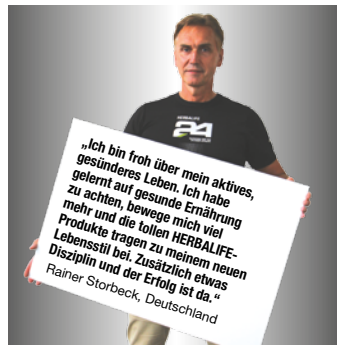 HERBALIFE
24
„Ich bin froh über mein aktives,
gesünderes Leben. Ich habe
gelernt auf gesunde Ernährung
zu achten, bewege mich viel
mehr und die tollen HERBALIFE-
Produkte tragen zu meinem neuen
Lebensstil bei. Zusätzlich etwas
Disziplin und der Erfolg ist da.“
Rainer Storbeck, Deutschland